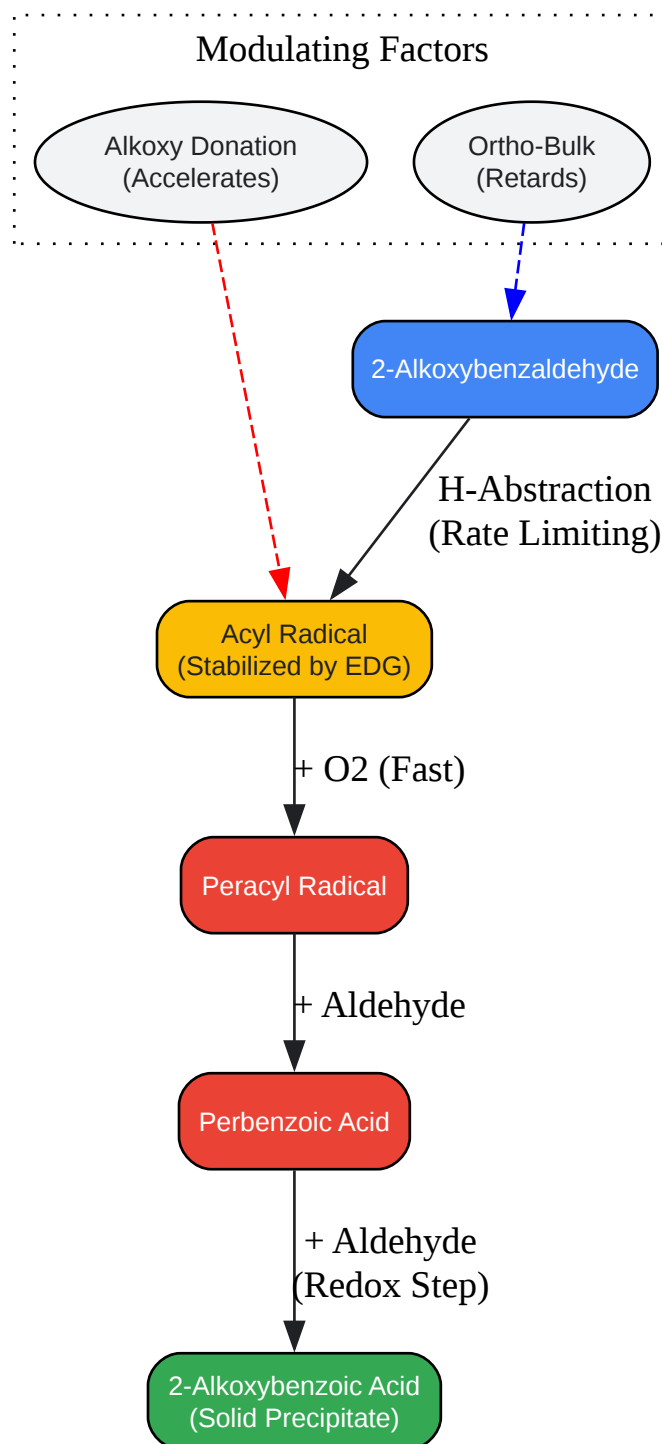 Modulating Factors
Alkoxy Donation
(Accelerates)
Ortho-Bulk
(Retards)
2-Alkoxybenzaldehyde
H-Abstraction
(Rate Limiting)
Acyl Radical
(Stabilized by EDG)
+ O2 (Fast)
Peracyl Radical
+ Aldehyde
Perbenzoic Acid
+ Aldehyde
(Redox Step)
2-Alkoxybenzoic Acid
(Solid Precipitate)